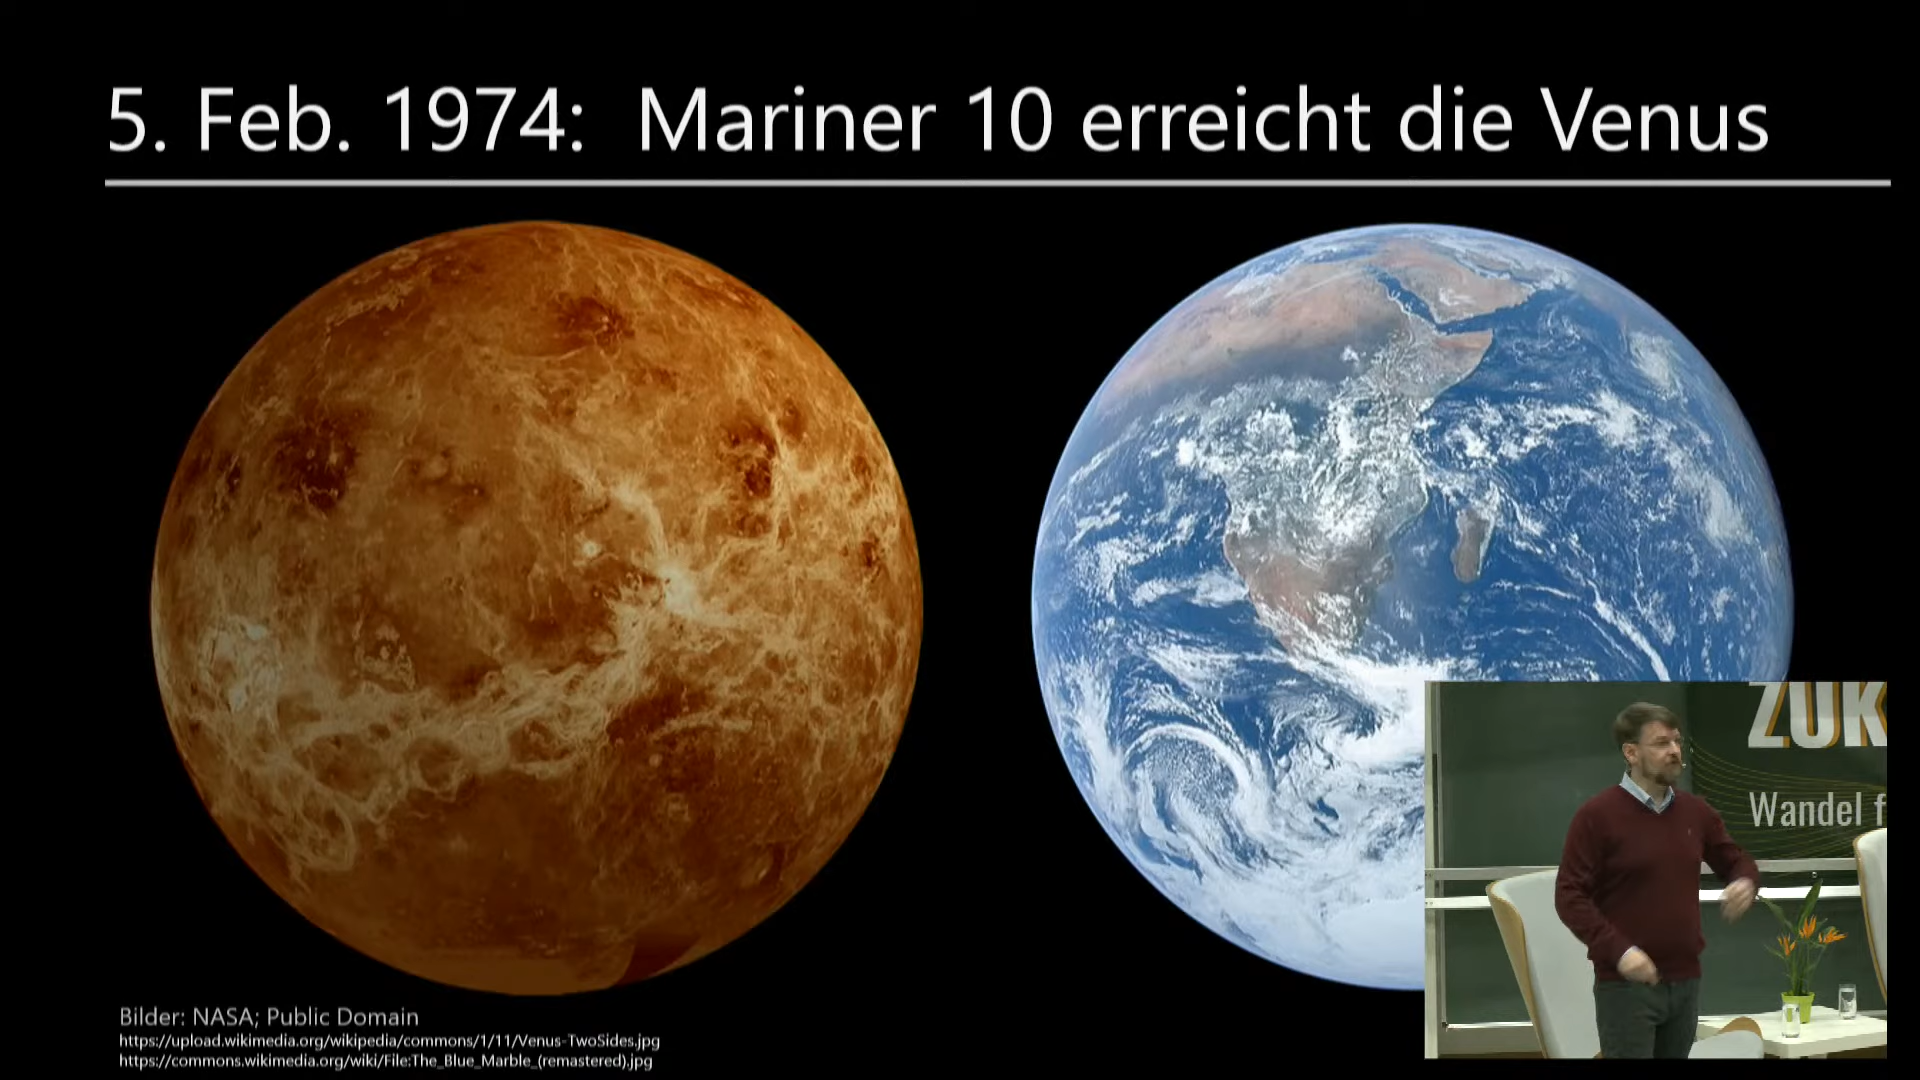 5. Feb. 1974: Mariner 10 erreicht die Venus
ZUK
Wandel f
Bilder: NASA; Public Domain
https://upload.wikimedia.org/wikipedia/commons/1/11/Venus-TwoSides.jpg
https://commons.wikimedia.org/wiki/File:The_Blue_Marble_(remastered).jpg